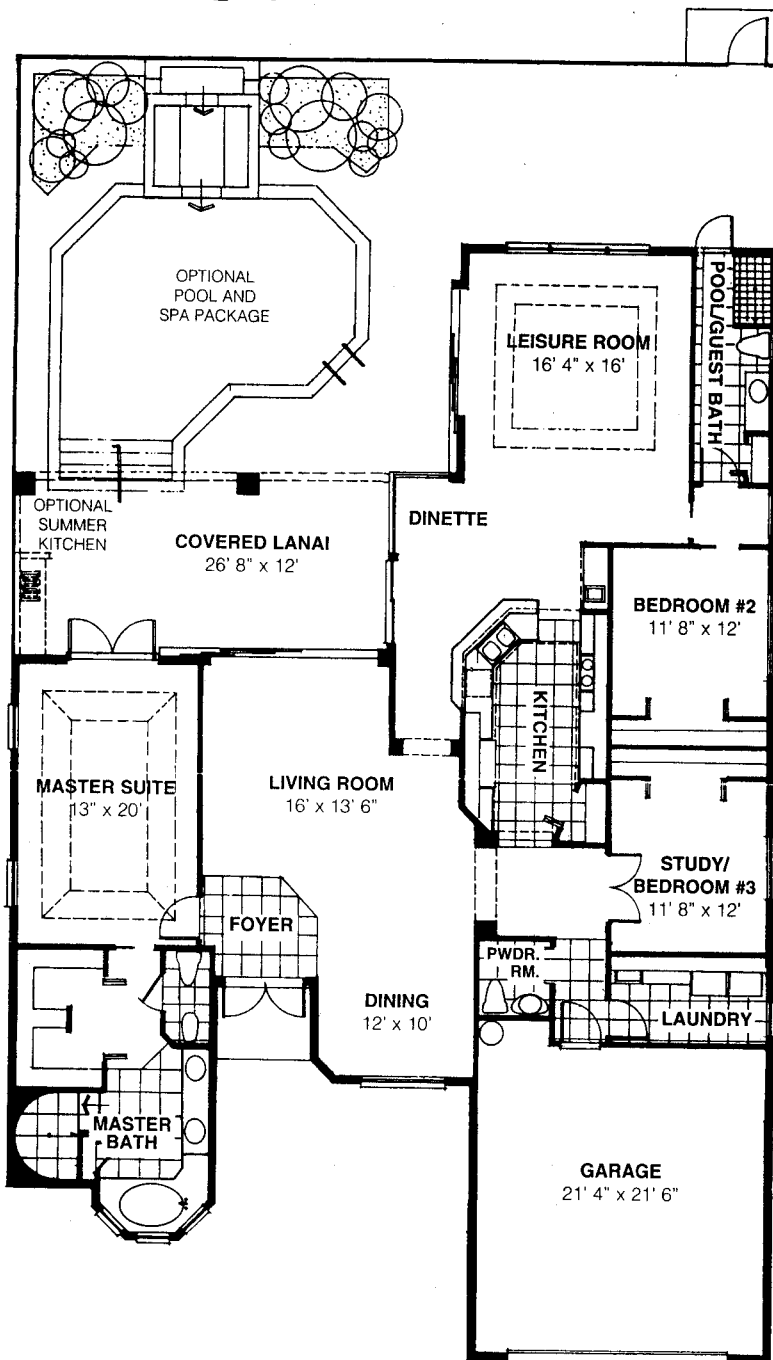 OPTIONAL
POOL AND
SPA PACKAGE
LEISURE ROOM
16' 4" x 16'
POOL/GUEST BATH
OPTIONAL
SUMMER
KITCHEN
COVERED LANAI
26' 8" x 12'
DINETTE
BEDROOM #2
11' 8" x 12'
KITCHEN
MASTER SUITE
13" x 20'
LIVING ROOM
16' x 13' 6"
STUDY/
BEDROOM #3
11' 8" x 12'
FOYER
PWDR.
RM.
DINING
12' x 10'
LAUNDRY
MASTER
BATH
GARAGE
21' 4" x 21' 6"